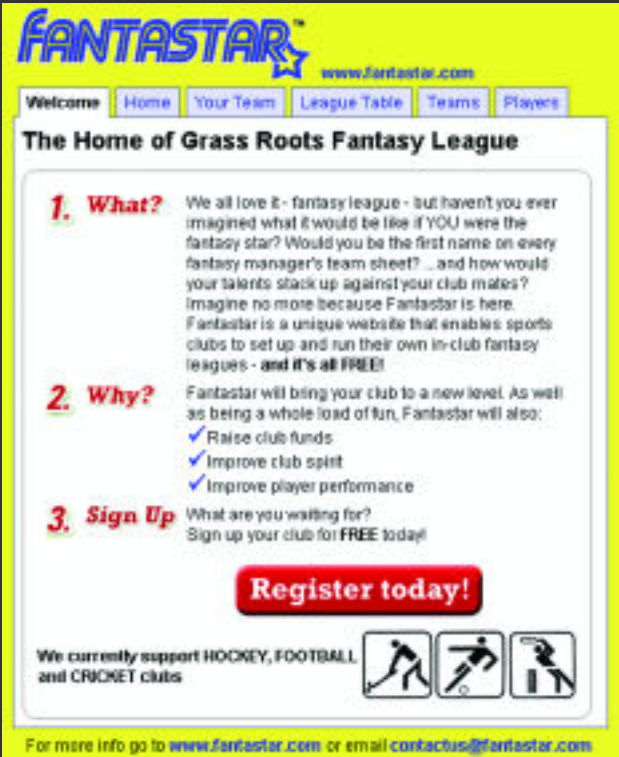 FANTASTAR™
www.fantastar.com
Welcome Home Your Team League Table Teams Players
The Home of Grass Roots Fantasy League
1. What? We all love it - fantasy league - but haven't you ever
imagined what it would be like if YOU were the
fantasy star? Would you be the first name on every
fantasy manager's team sheet? ...and how would
your talents stack up against your club mates?
Imagine no more because Fantastar is here.
Fantastar is a unique website that enables sports
clubs to set up and run their own in-club fantasy
leagues - and it's all FREE!
2. Why? Fantastar will bring your club to a new level. As well
as being a whole load of fun, Fantastar will also:
✓Raise club funds
✓Improve club spirit
✓Improve player performance
3. Sign Up What are you waiting for?
Sign up your club for FREE today!
Register today!
We currently support HOCKEY, FOOTBALL
and CRICKET clubs
For more info go to www.fantastar.com or email contactus@fantastar.com